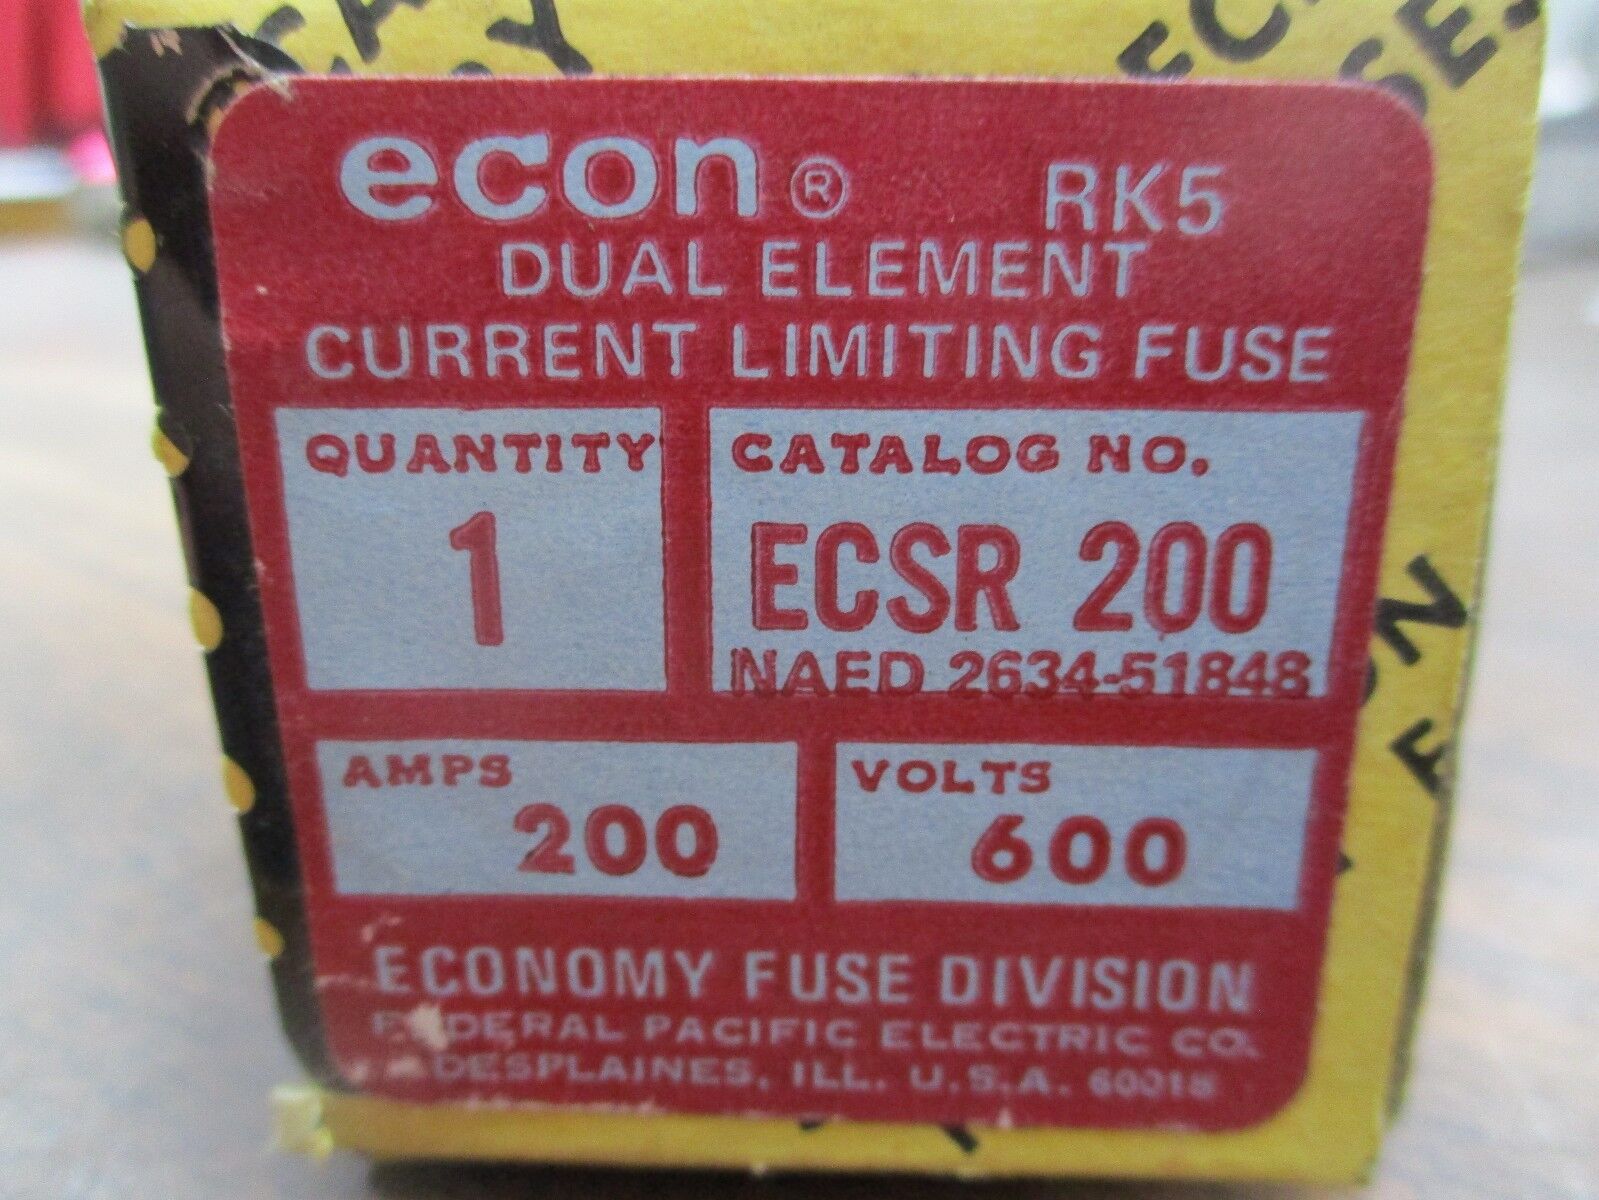 econ® RK5
DUAL ELEMENT
CURRENT LIMITING FUSE
QUANTITY
1
CATALOG NO.
ECSR 200
NAED 2634-51848
AMPS
200
VOLTS
600
ECONOMY FUSE DIVISION
FEDERAL PACIFIC ELECTRIC CO.
DESPLAINES, ILL. U.S.A. 60018